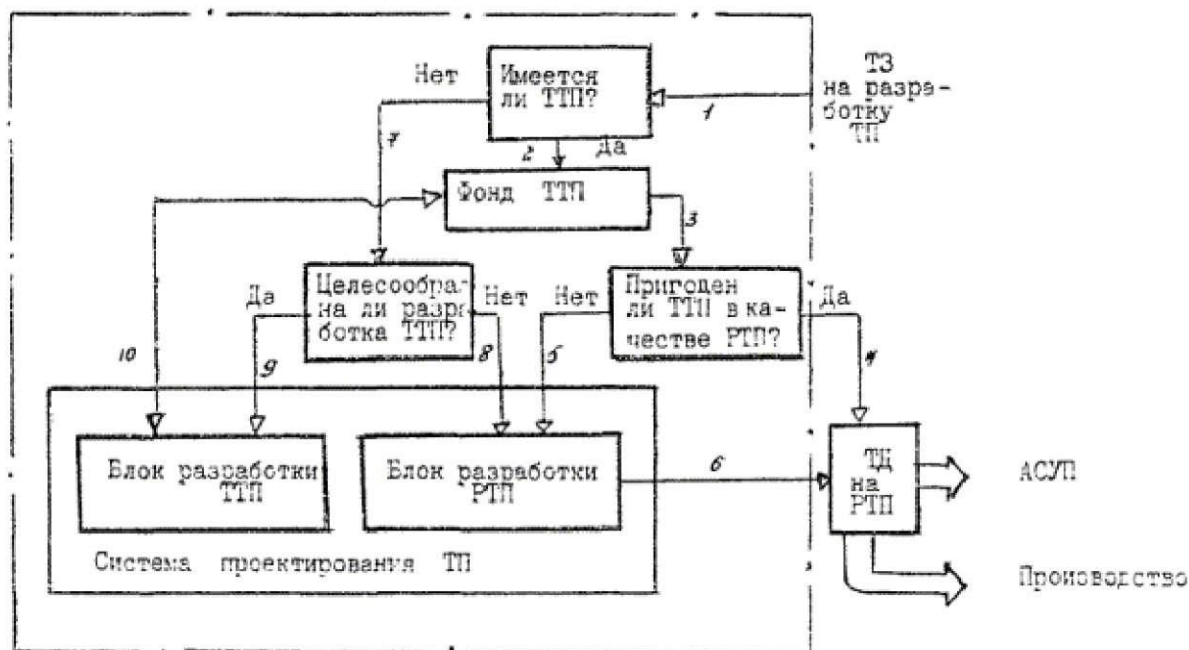 Нет
Имеется
ли ТТП?
ТЗ
на разра-
ботку
ТП
1
7
2
Да
Фонд ТТП
3
Да
Целесообраз
на ли разра
ботка ТТП?
Нет
Нет
Пригоден
ли ТТП в ка-
честве РТП?
Да
10
9
8
5
4
Блок разработки
ТТП
Блок разработки
РТП
6
ТД
на
РТП
АСУП
Система проектирования ТП
Производство